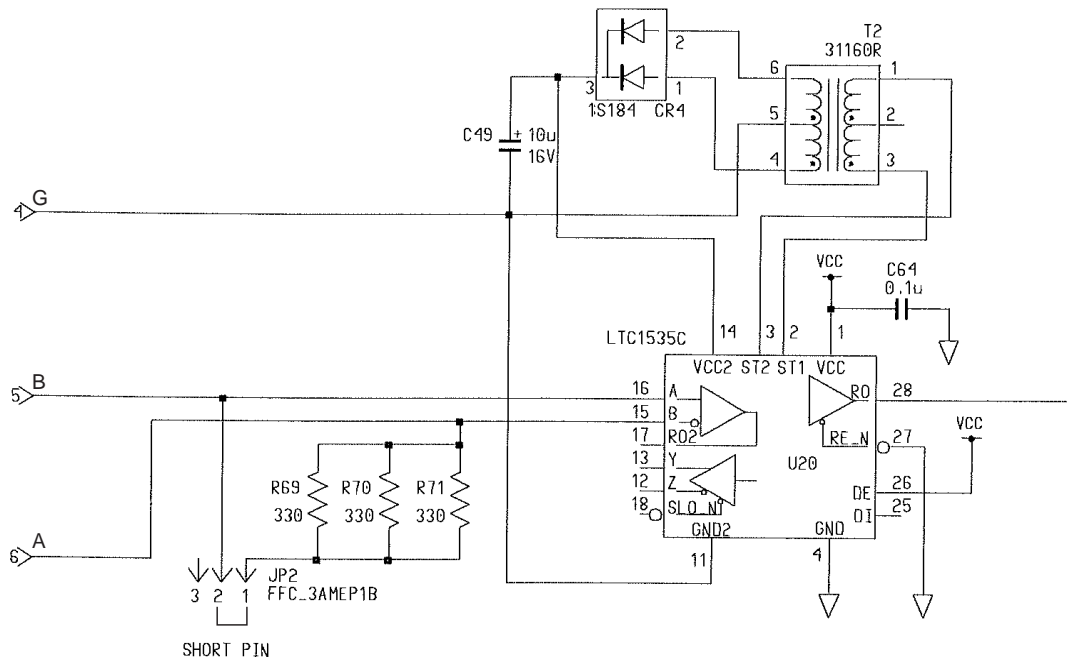 T2
31160R
2
3
1
1S184 CR4
6
5
4
1
2
3
C49
+ 10u
16V
4 G
VCC
C64
0.1u
LTC1535C
14
3
2
1
VCC2 ST2 ST1 VCC
5 B
16 A
15 B
17 RO2
13 Y
12 Z
18 SLO_N
GND2
11
RO 28
RE_N 27
VCC
U20
DE 26
DI 25
GND
4
R69
330
R70
330
R71
330
6 A
JP2
FFC_3AMEP1B
3 2 1
SHORT PIN